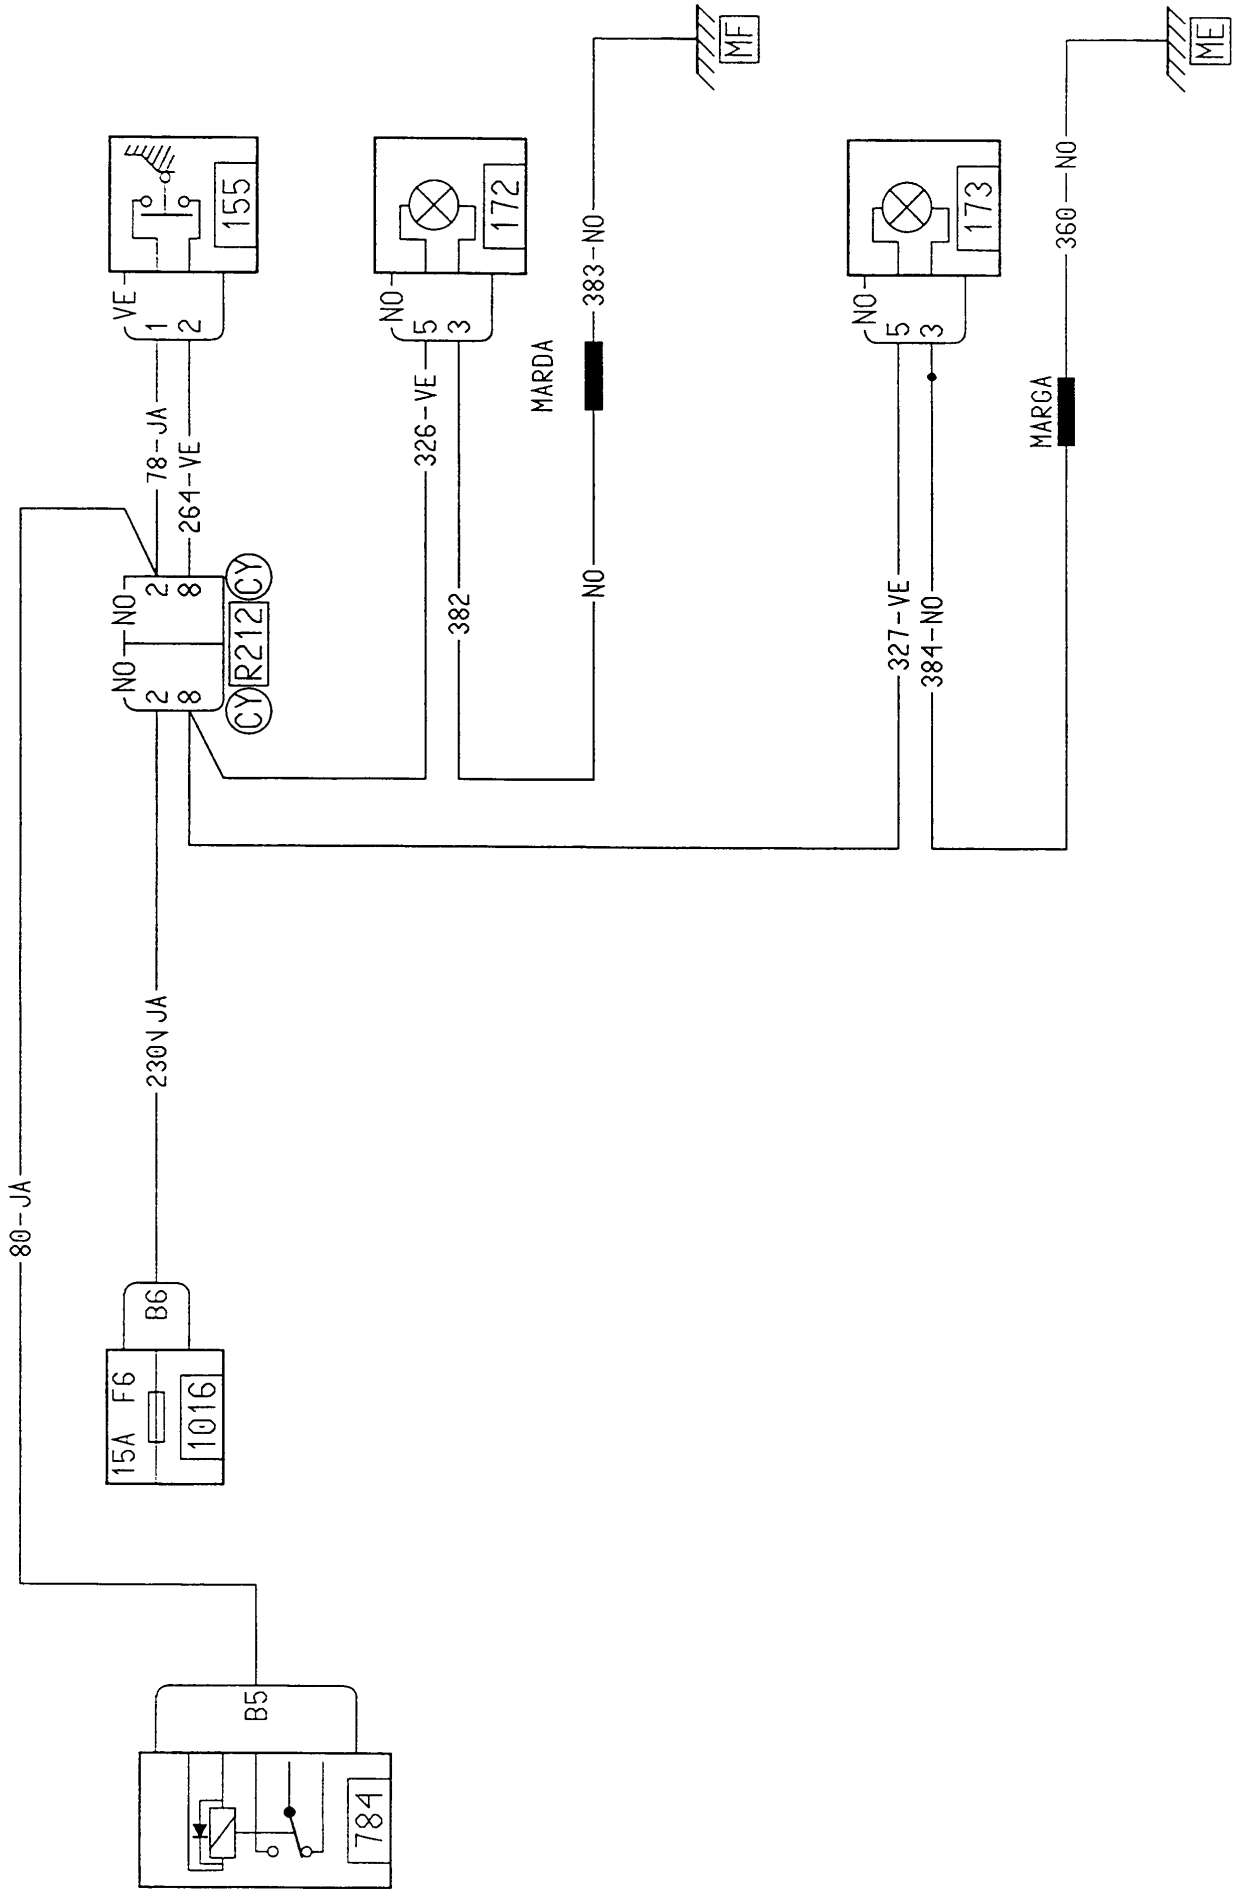 80-JA
784
B5
15A F6
1016
B6
230N JA
NO
2
8
CY
R212
CY
NO
2
8
78-JA
264-VE
VE
1
2
155
326-VE
382
NO
5
3
172
NO
MARDA
383-NO
MF
327-VE
384-NO
NO
5
3
173
MARGA
360-NO
ME